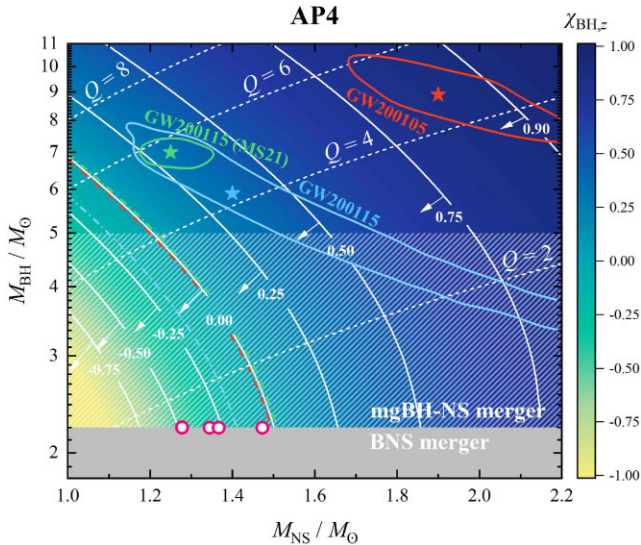 AP4
χBH,z
11
10
9
8
7
6
5
4
3
2
MBH / M⊙
1.0
1.2
1.4
1.6
1.8
2.0
2.2
MNS / M⊙
1.00
0.75
0.50
0.25
0.00
-0.25
-0.50
-0.75
-1.00
Q = 8
Q = 6
Q = 4
Q = 2
GW200105
GW200115 (MS21)
GW200115
0.90
0.75
0.50
0.25
0.00
-0.25
-0.50
-0.75
mgBH-NS merger
BNS merger